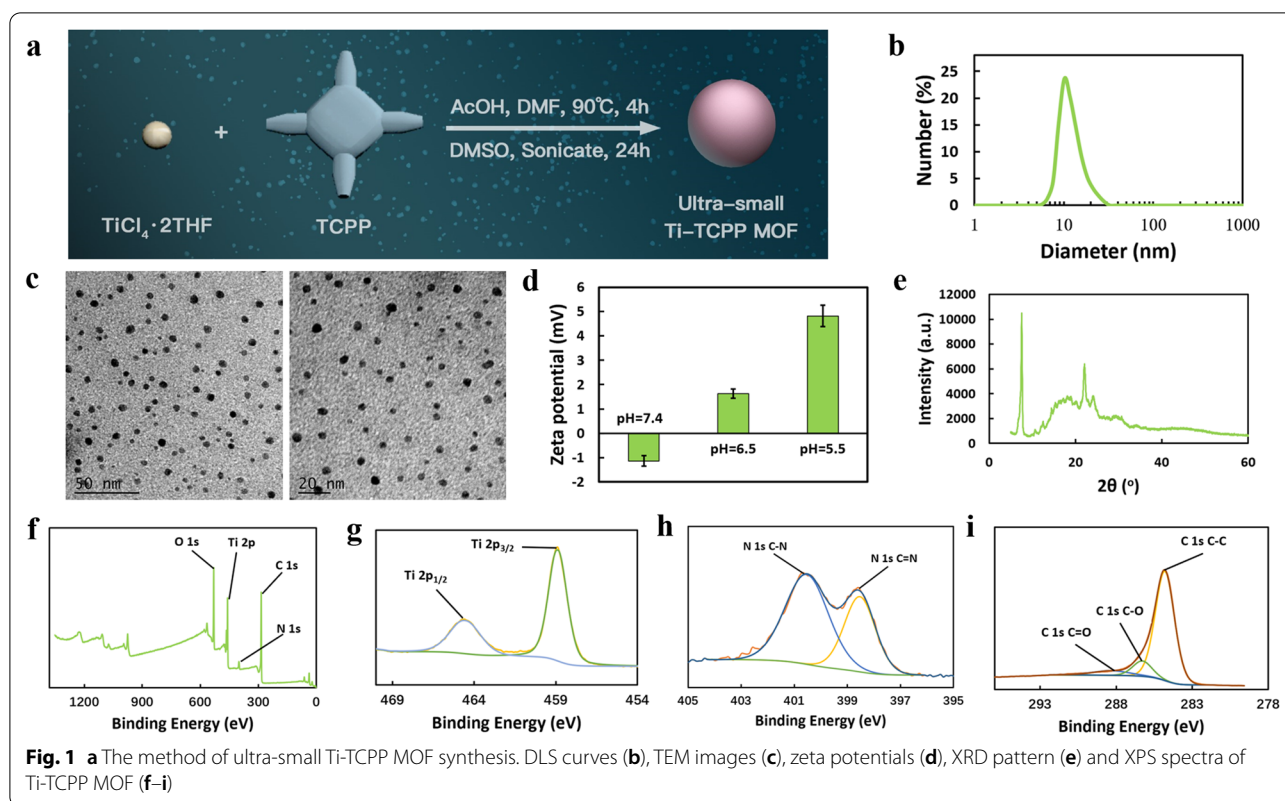 a
AcOH, DMF, 90℃, 4h
+
DMSO, Sonicate, 24h
TiCl4·2THF
TCPP
Ultra-small
Ti-TCPP MOF
b
Number (%)
25
20
15
10
5
0
1 10 100 1000
Diameter (nm)
c
50 nm
20 nm
d
Zeta potential (mV)
6
5
4
3
2
1
0
-1
-2
pH=7.4
pH=6.5
pH=5.5
e
Intensity (a.u.)
12000
10000
8000
6000
4000
2000
0
0 20 40 60
2θ (o)
f
O 1s
Ti 2p
C 1s
N 1s
1200 900 600 300 0
Binding Energy (eV)
g
Ti 2p3/2
Ti 2p1/2
469 464 459 454
Binding Energy (eV)
h
N 1s C-N
N 1s C=N
405 403 401 399 397 395
Binding Energy (eV)
i
C 1s C-C
C 1s C-O
C 1s C=O
293 288 283 278
Binding Energy (eV)
Fig. 1 a The method of ultra-small Ti-TCPP MOF synthesis. DLS curves (b), TEM images (c), zeta potentials (d), XRD pattern (e) and XPS spectra of
Ti-TCPP MOF (f–i)